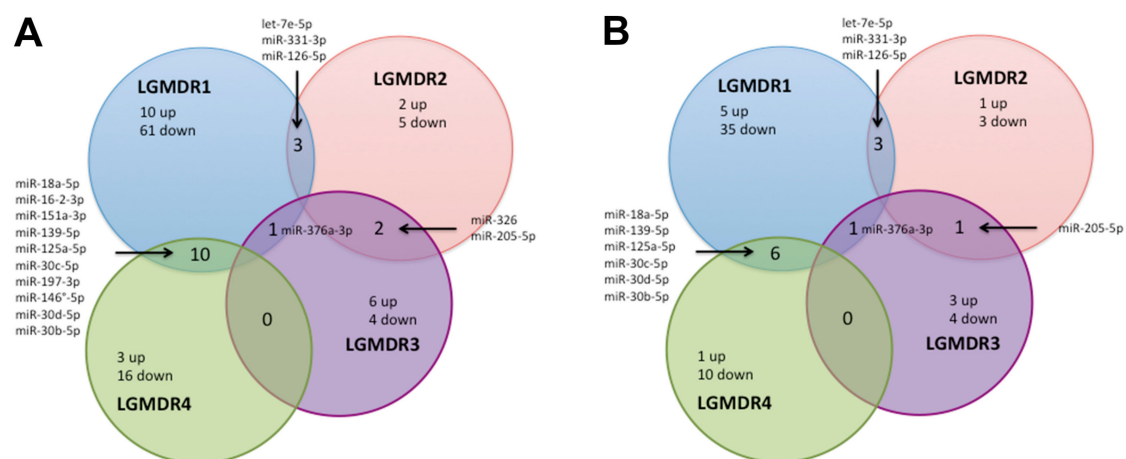 A
let-7e-5p
miR-331-3p
miR-126-5p
LGMDR1
10 up
61 down
LGMDR2
2 up
5 down
3
miR-18a-5p
miR-16-2-3p
miR-151a-3p
miR-139-5p
miR-125a-5p
miR-30c-5p
miR-197-3p
miR-146"-5p
miR-30d-5p
miR-30b-5p
1 miR-376a-3p
2
miR-326
miR-205-5p
10
0
6 up
4 down
LGMDR3
3 up
16 down
LGMDR4
B
let-7e-5p
miR-331-3p
miR-126-5p
LGMDR1
5 up
35 down
LGMDR2
1 up
3 down
3
miR-18a-5p
miR-139-5p
miR-125a-5p
miR-30c-5p
miR-30d-5p
miR-30b-5p
1 miR-376a-3p
1
miR-205-5p
6
0
3 up
4 down
LGMDR3
1 up
10 down
LGMDR4